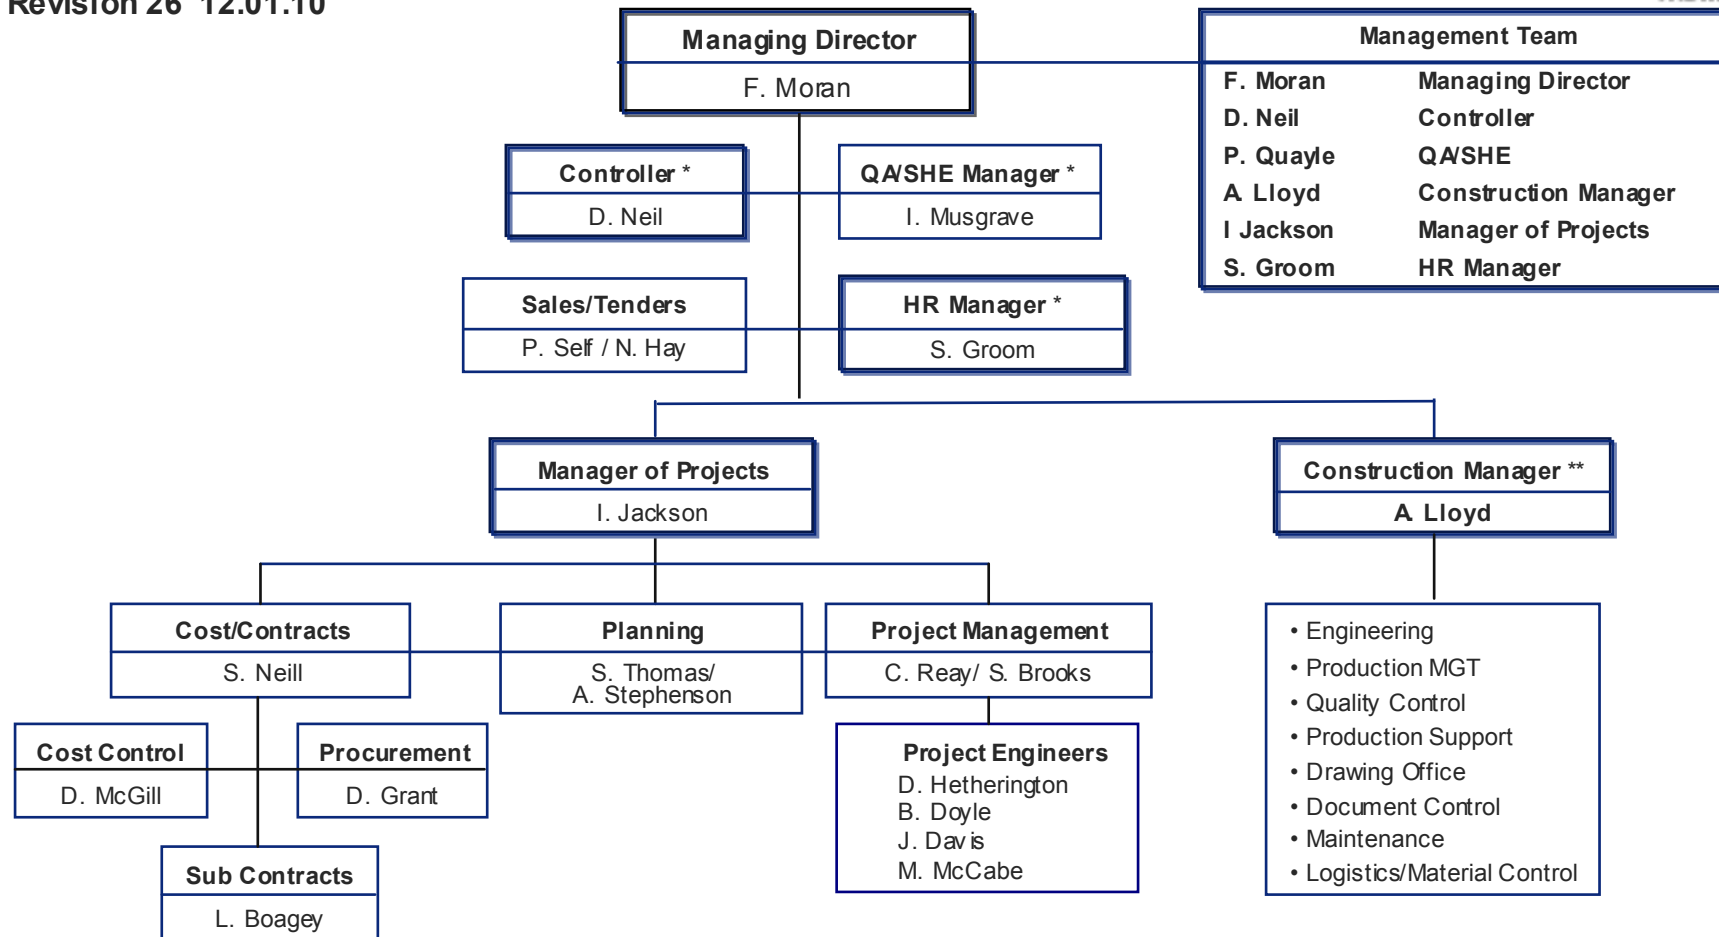 Revision 26 12.01.10
Managing Director
F. Moran
Management Team
F. Moran Managing Director
D. Neil Controller
P. Quayle QA/SHE
A. Lloyd Construction Manager
I Jackson Manager of Projects
S. Groom HR Manager
Controller *
D. Neil
QA/SHE Manager *
I. Musgrave
Sales/Tenders
P. Self / N. Hay
HR Manager *
S. Groom
Manager of Projects
I. Jackson
Construction Manager **
A. Lloyd
Cost/Contracts
S. Neill
Planning
S. Thomas/
A. Stephenson
Project Management
C. Reay/ S. Brooks
Cost Control
D. McGill
Procurement
D. Grant
Sub Contracts
L. Boagey
Project Engineers
D. Hetherington
B. Doyle
J. Davis
M. McCabe
• Engineering
• Production MGT
• Quality Control
• Production Support
• Drawing Office
• Document Control
• Maintenance
• Logistics/Material Control